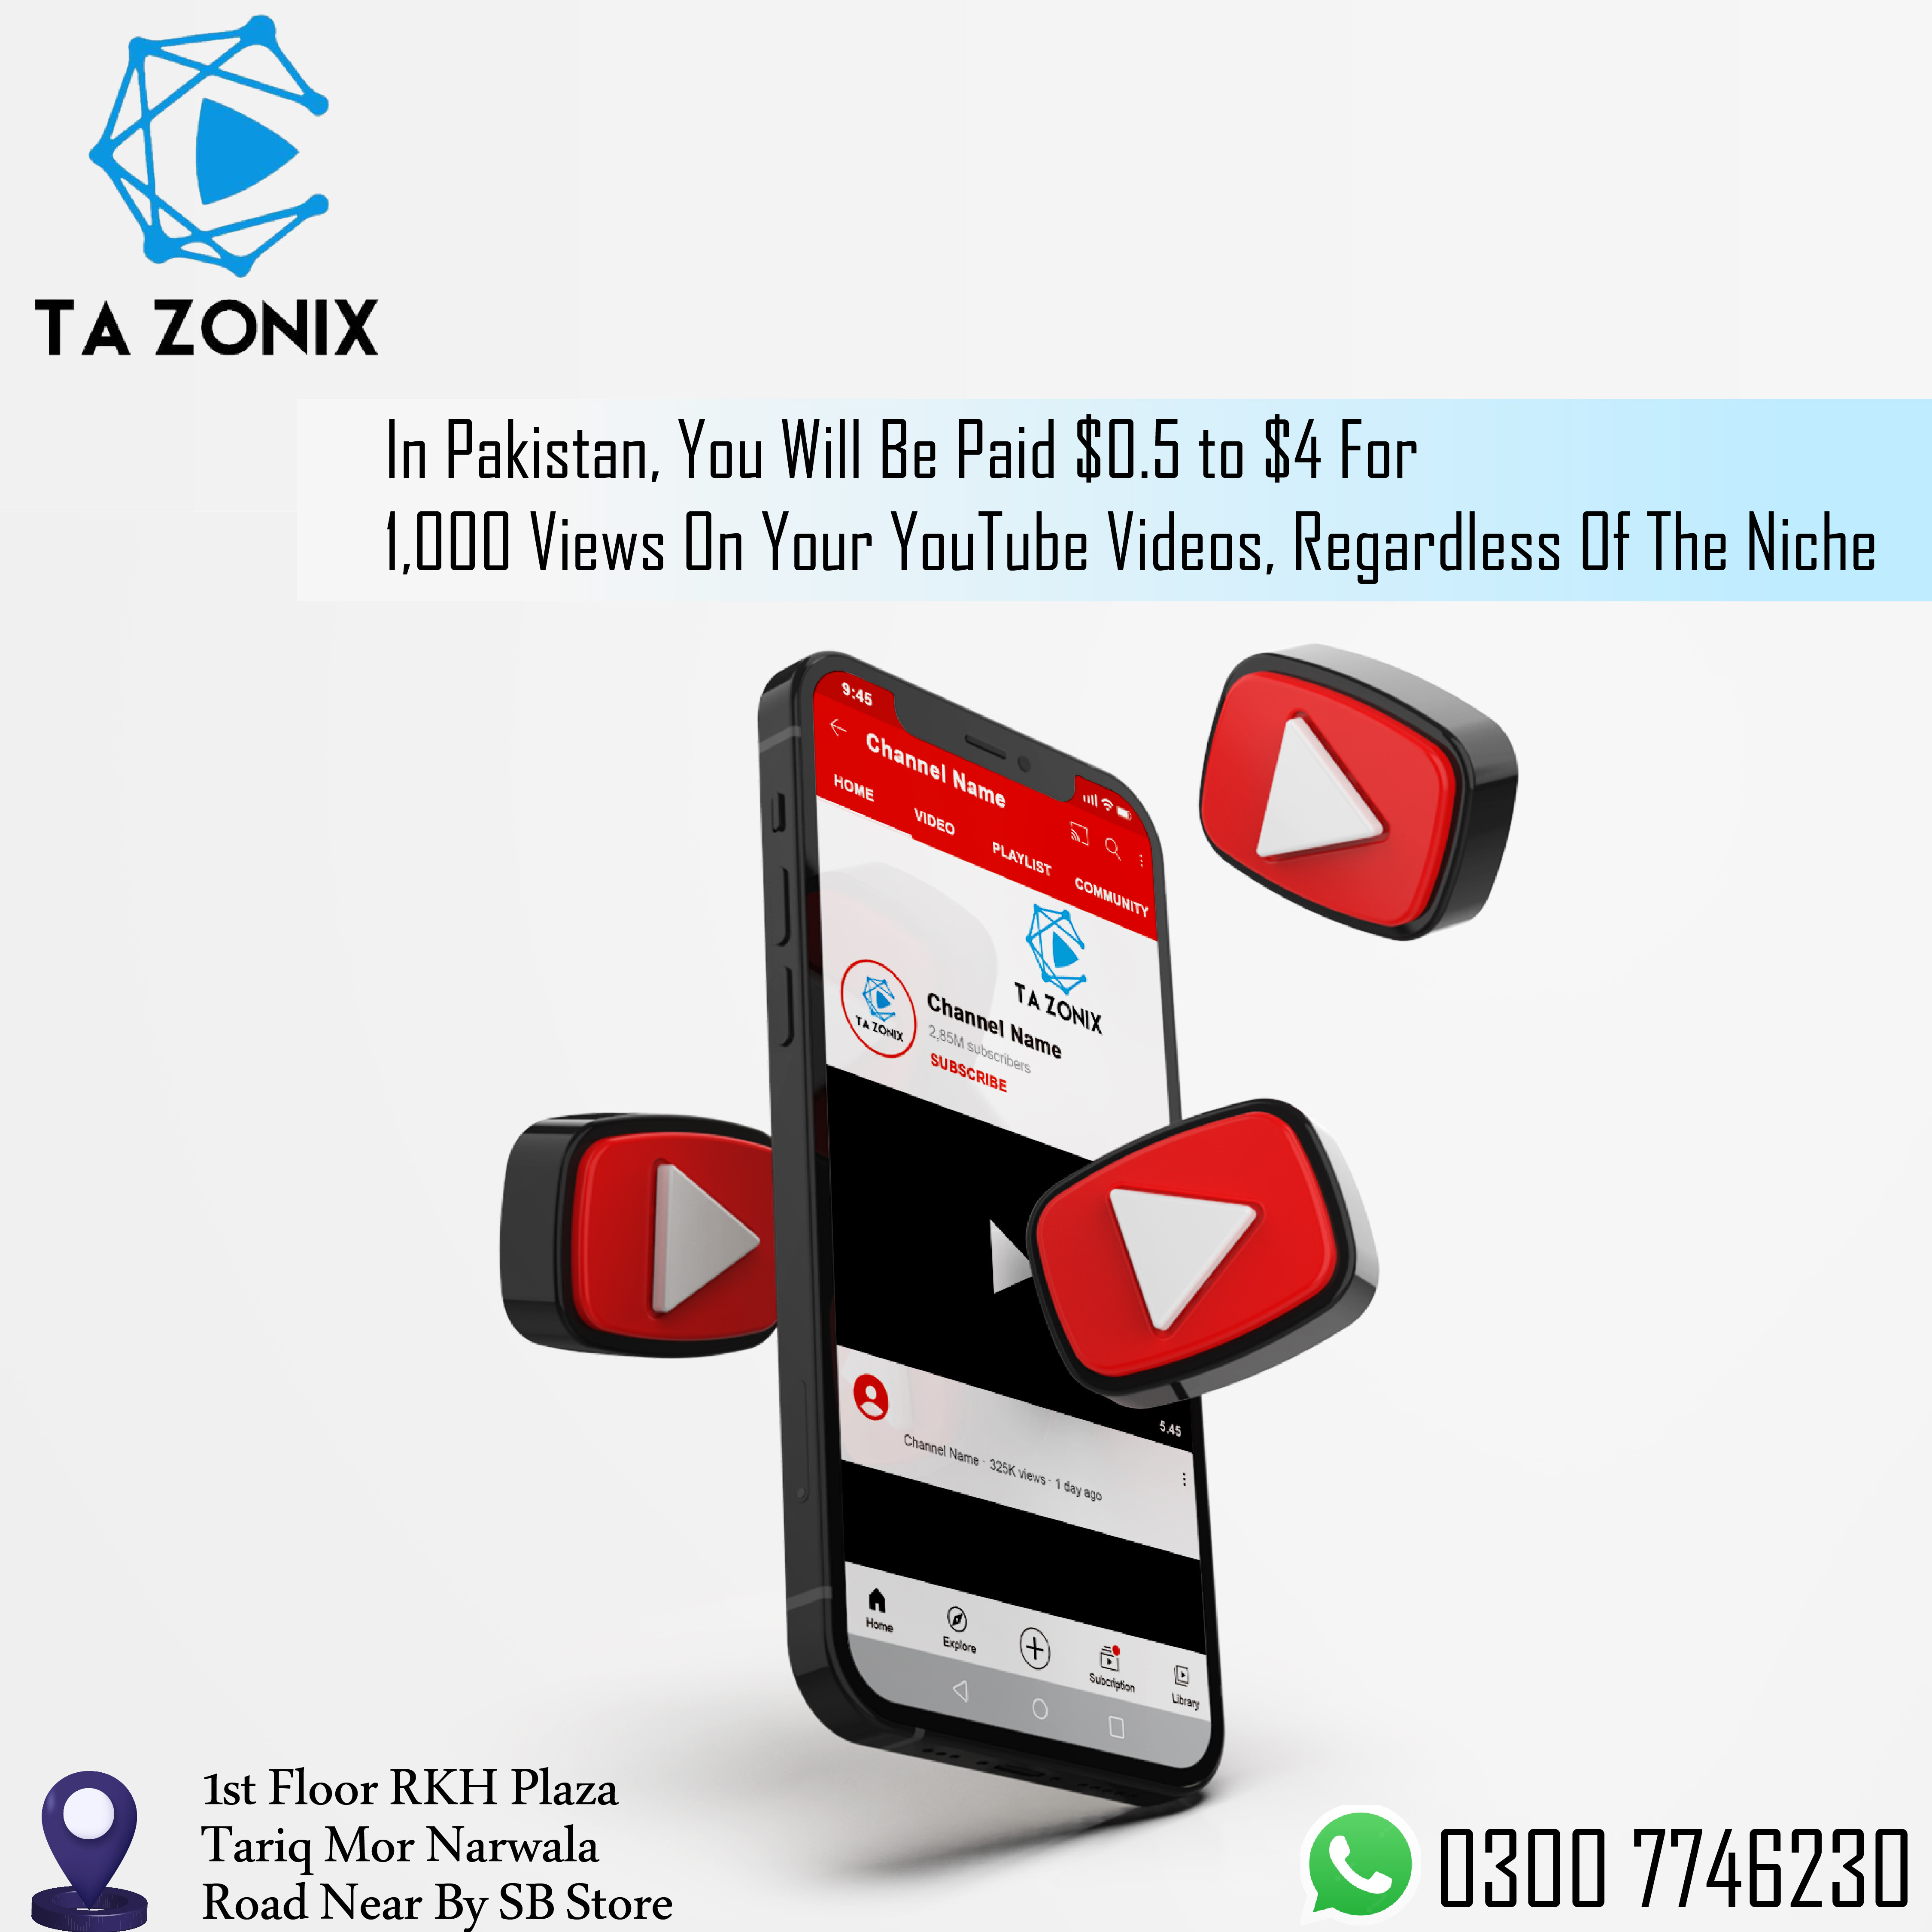 TA ZONIX
In Pakistan, You Will Be Paid $0.5 to $4 For
1,000 Views On Your YouTube Videos, Regardless Of The Niche
9:45
Channel Name
HOME
VIDEO
PLAYLIST
COMMUNITY
TA ZONIX
TA ZONIX
Channel Name
2,85M subscribers
SUBSCRIBE
5.45
Channel Name · 325K views · 1 day ago
Home
Explore
Subcription
Library
1st Floor RKH Plaza
Tariq Mor Narwala
Road Near By SB Store
0300 7746230